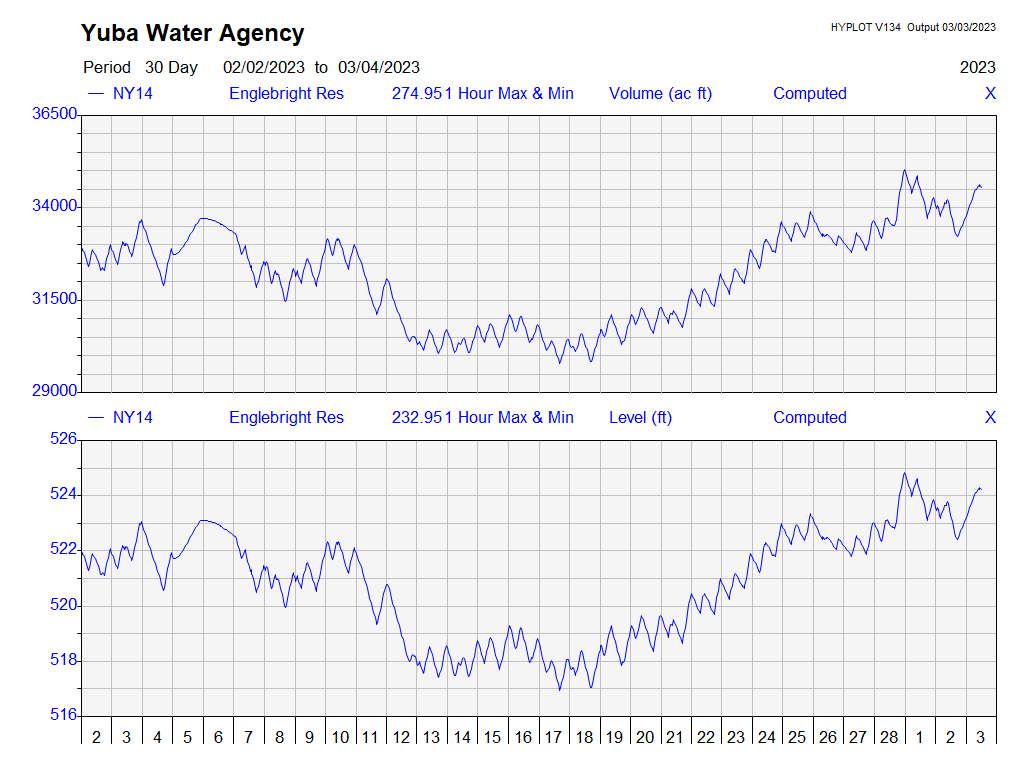 Yuba Water Agency
HYPLOT V134 Output 03/03/2023
Period 30 Day 02/02/2023 to 03/04/2023
2023
NY14 Englebright Res 274.951 Hour Max & Min Volume (ac ft) Computed X
36500
34000
31500
29000
NY14 Englebright Res 232.951 Hour Max & Min Level (ft) Computed X
526
524
522
520
518
516
2 3 4 5 6 7 8 9 10 11 12 13 14 15 16 17 18 19 20 21 22 23 24 25 26 27 28 1 2 3